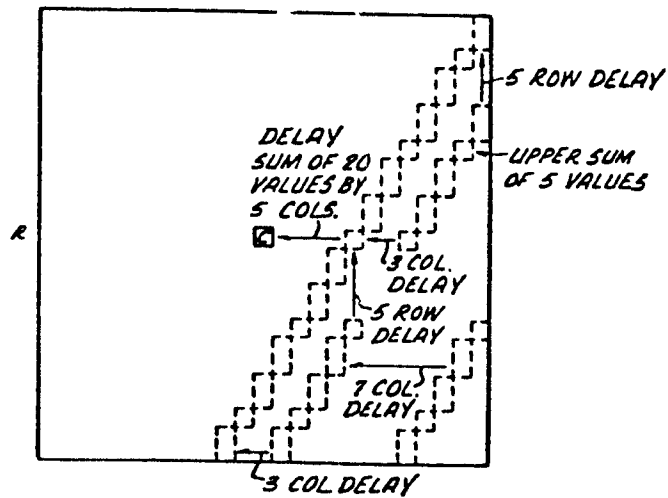 5 ROW DELAY
DELAY
SUM OF 20
VALUES BY
5 COLS.
UPPER SUM
OF 5 VALUES
R
C
3 COL.
DELAY
5 ROW
DELAY
7 COL.
DELAY
3 COL DELAY